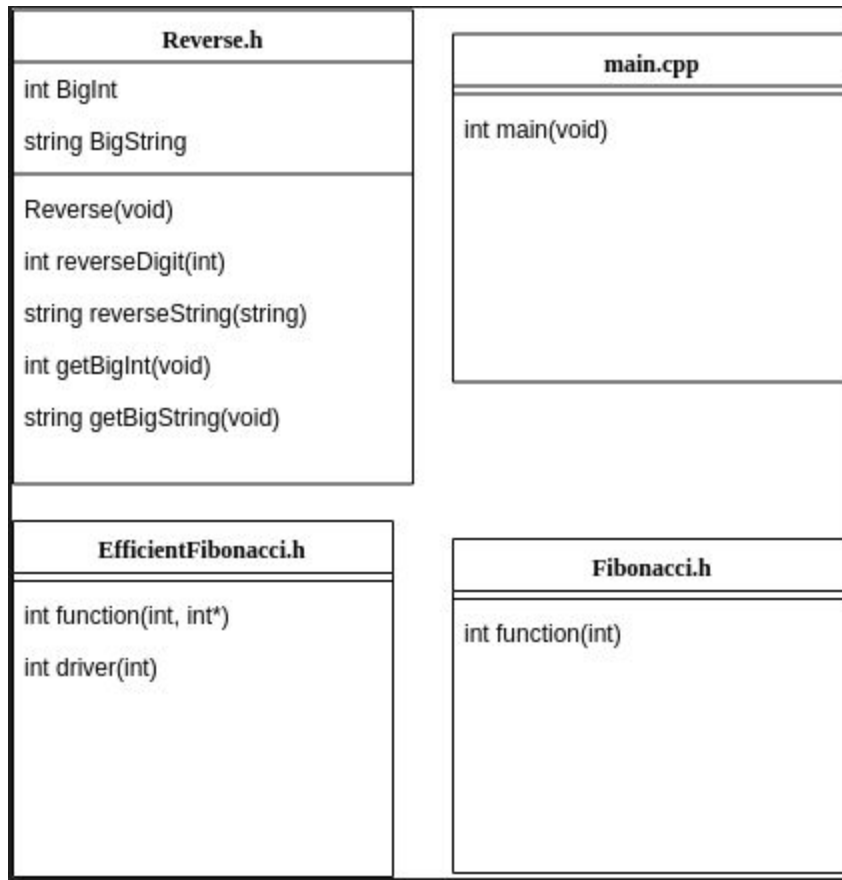 Reverse.h
int BigInt
string BigString
Reverse(void)
int reverseDigit(int)
string reverseString(string)
int getBigInt(void)
string getBigString(void)
main.cpp
int main(void)
EfficientFibonacci.h
int function(int, int*)
int driver(int)
Fibonacci.h
int function(int)